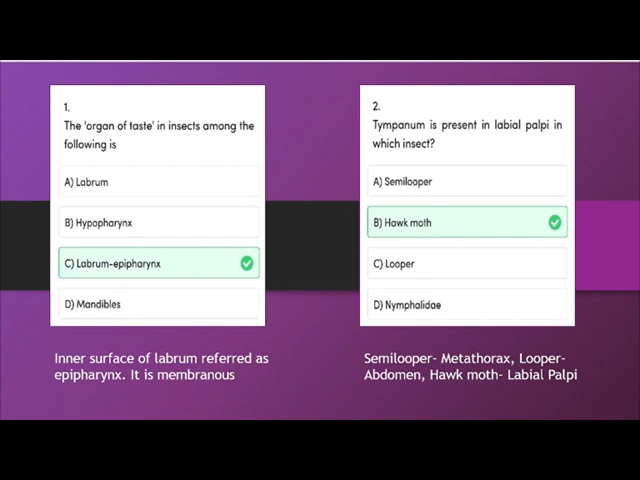 1.
The 'organ of taste' in insects among the
following is
A) Labrum
B) Hypopharynx
C) Labrum-epipharynx
D) Mandibles
Inner surface of labrum referred as
epipharynx. It is membranous
2.
Tympanum is present in labial palpi in
which insect?
A) Semilooper
B) Hawk moth
C) Looper
D) Nymphalidae
Semilooper- Metathorax, Looper-
Abdomen, Hawk moth- Labial Palpi